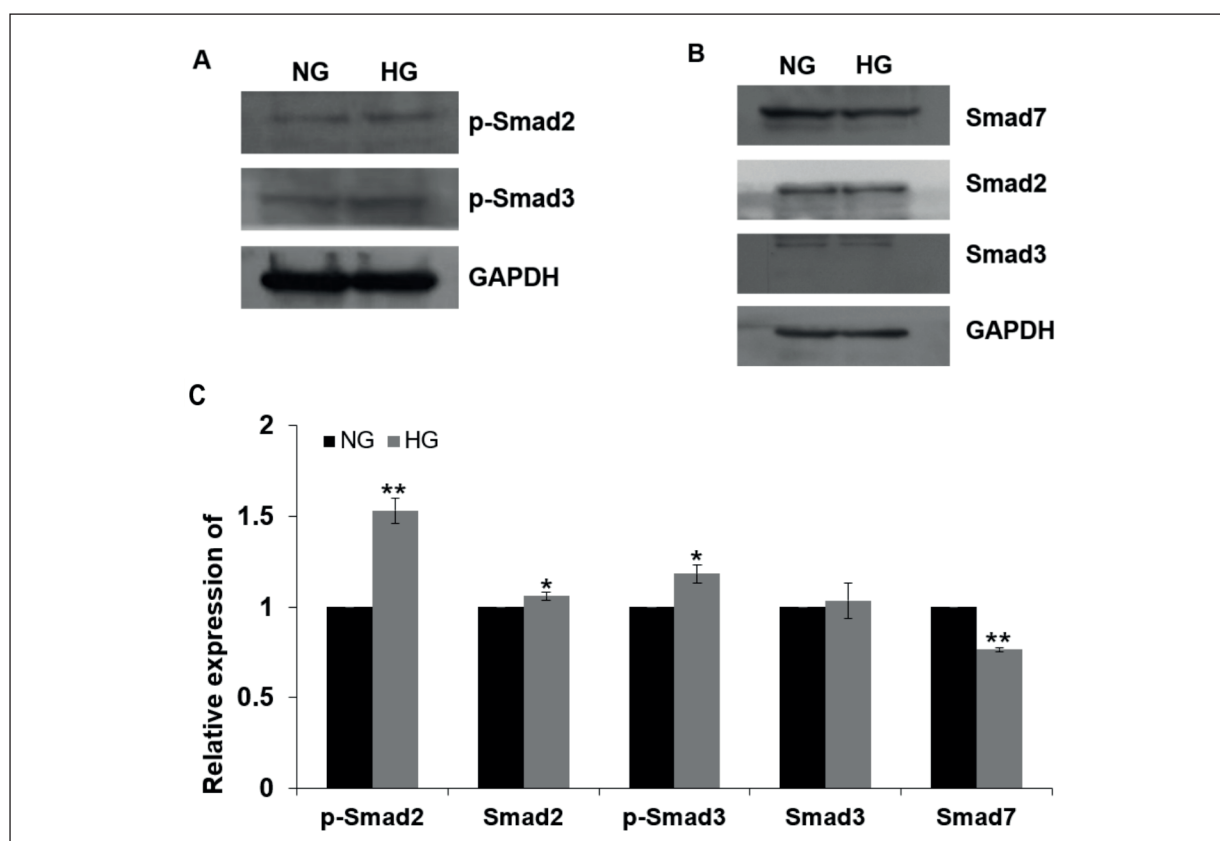 A
NG HG
p-Smad2
p-Smad3
GAPDH
B
NG HG
Smad7
Smad2
Smad3
GAPDH
C
Relative expression of
2
1.5
1
0.5
0
NG HG
**
*
*
**
p-Smad2 Smad2 p-Smad3 Smad3 Smad7